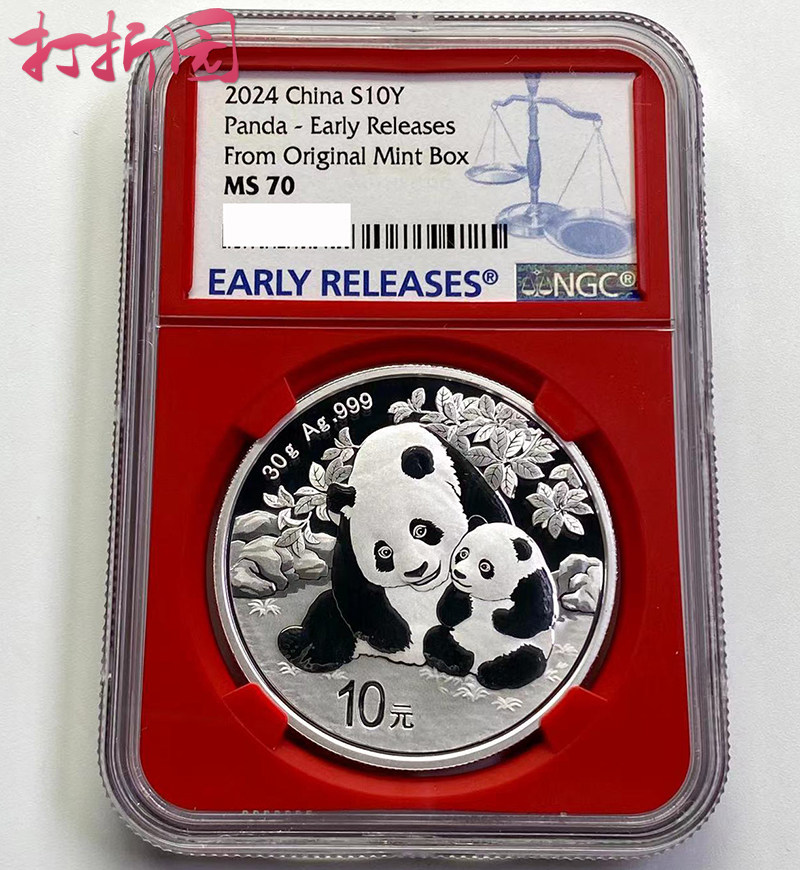 打折园
2024 China S10Y
Panda - Early Releases
From Original Mint Box
MS 70
EARLY RELEASES®
NGC®
30g Ag.999
10元